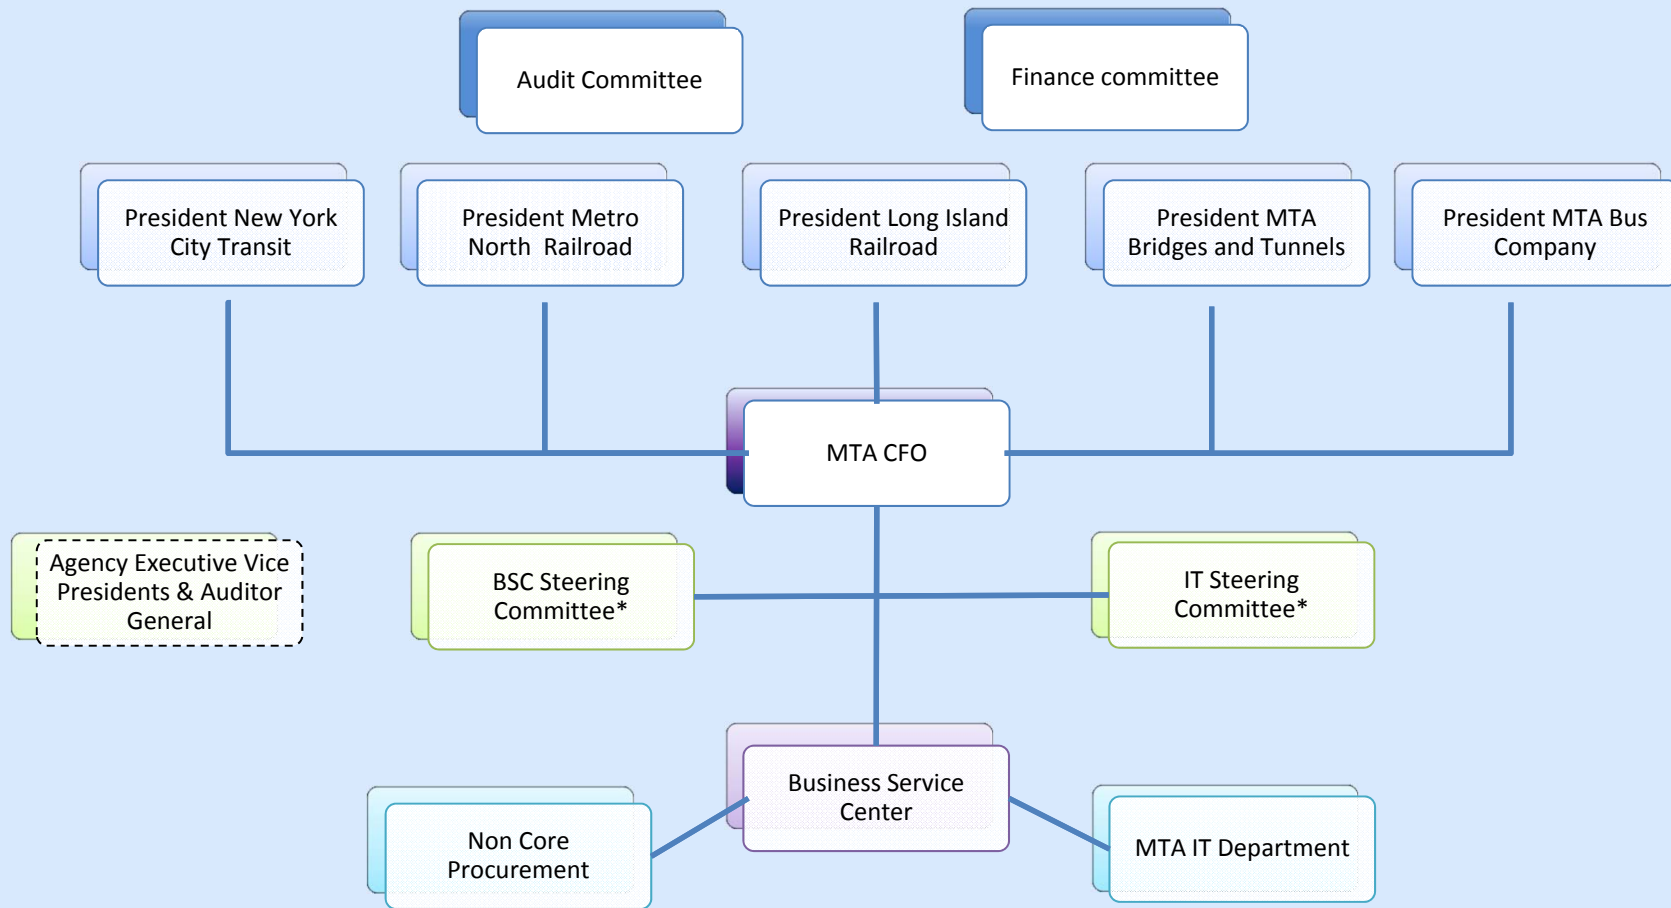 Audit Committee
Finance committee
President New York
City Transit
President Metro
North Railroad
President Long Island
Railroad
President MTA
Bridges and Tunnels
President MTA Bus
Company
MTA CFO
Agency Executive Vice
Presidents & Auditor
General
BSC Steering
Committee*
IT Steering
Committee*
Business Service
Center
Non Core
Procurement
MTA IT Department